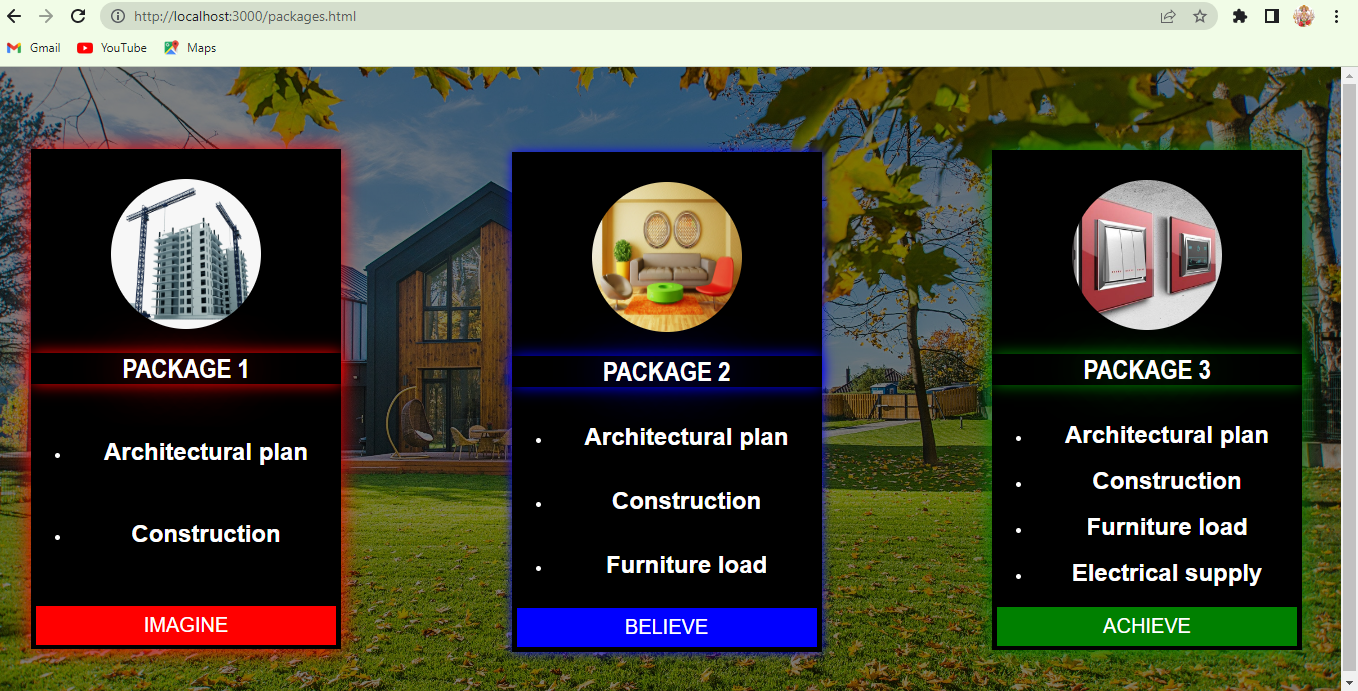 http://localhost:3000/packages.html
Gmail YouTube Maps
PACKAGE 1
• Architectural plan
• Construction
IMAGINE
PACKAGE 2
• Architectural plan
• Construction
• Furniture load
BELIEVE
PACKAGE 3
• Architectural plan
• Construction
• Furniture load
• Electrical supply
ACHIEVE